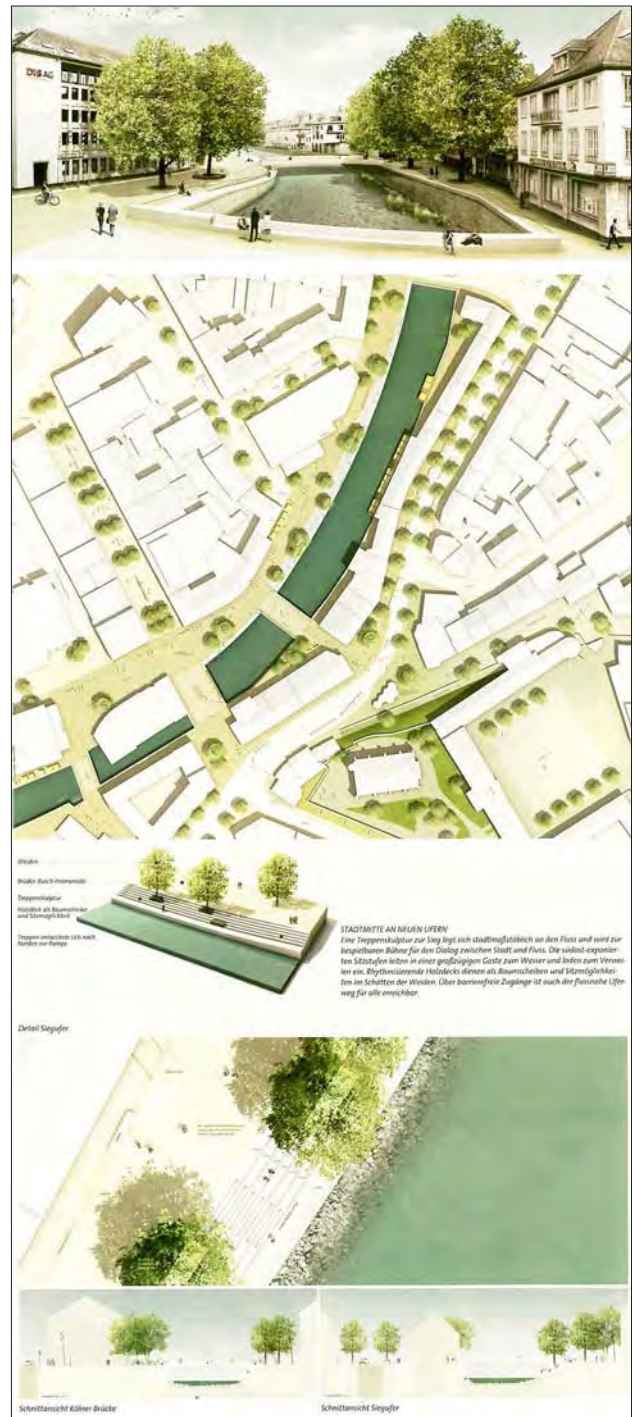 DIG AG
Weiden
Brüder-Busch-Promenade
Treppenskulptur
Holzdeck als Baumscheibe
und Sitzmöglichkeit
Treppen entwickeln sich nach
Norden zur Rampe
STADTMITTE AN NEUEN UFERN
Eine Treppenskulptur zur Sieg legt sich stadtmaßstäblich an den Fluss und wird zur
bespielbaren Bühne für den Dialog zwischen Stadt und Fluss. Die südost-exponier-
ten Sitzstufen leiten in einer großzügigen Geste zum Wasser und laden zum Verwei-
len ein. Rhythmisierende Holzdecks dienen als Baumscheiben und Sitzmöglichkei-
ten im Schatten der Weiden. Über barrierefreie Zugänge ist auch der flussnahe Ufer-
weg für alle erreichbar.
Detail Siegufer
Schnittansicht Kölner Brücke
Schnittansicht Siegufer